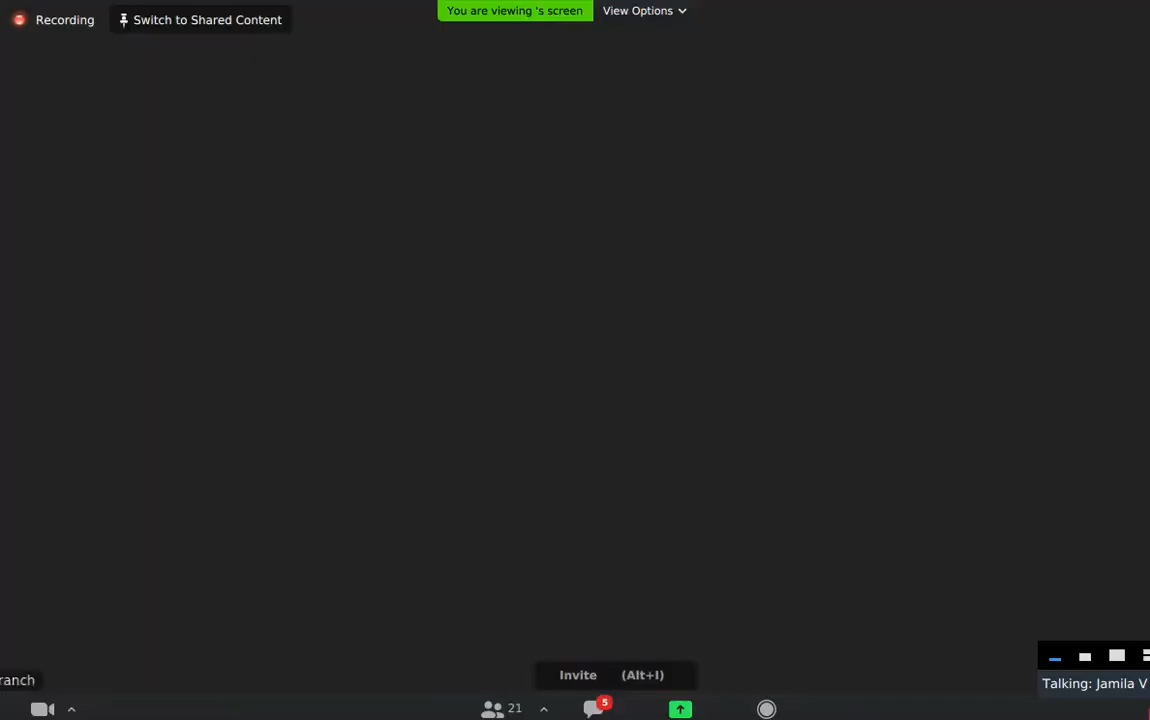 Recording
Switch to Shared Content
You are viewing 's screen
View Options
ranch
Invite (Alt+I)
Talking: Jamila V
21
5